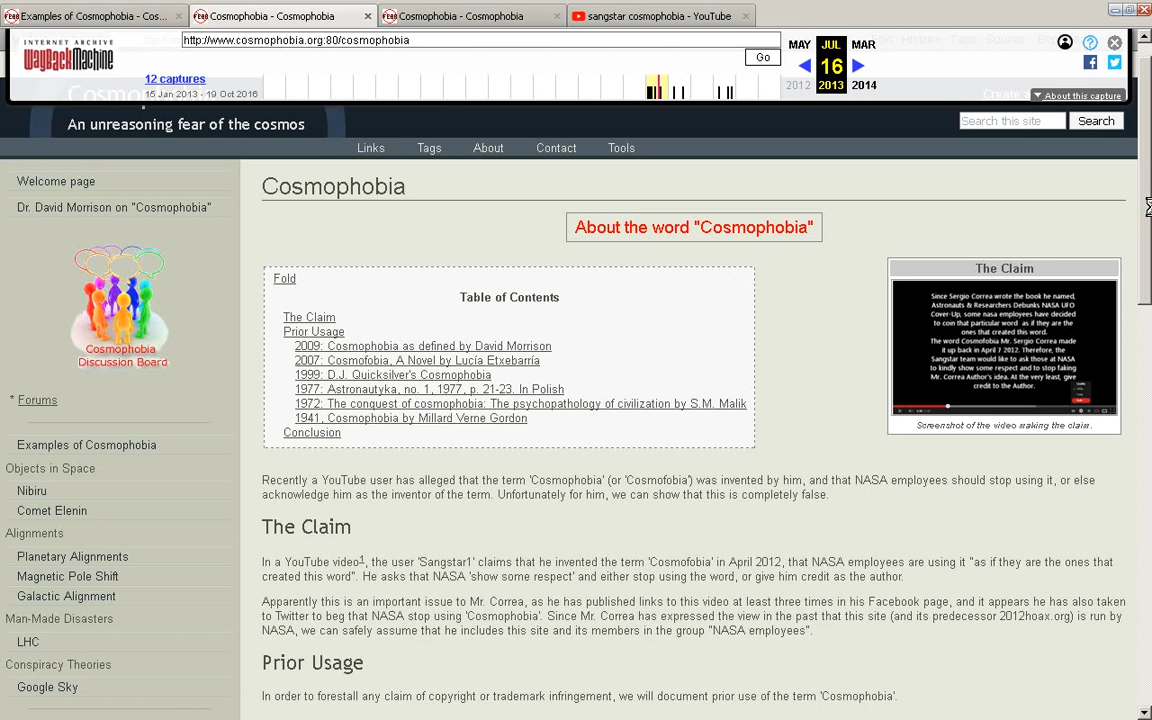 Examples of Cosmophobia - Cos...
Cosmophobia - Cosmophobia
Cosmophobia - Cosmophobia
sangstar cosmophobia - YouTube
INTERNET ARCHIVE
WayBackMachine
http://www.cosmophobia.org:80/cosmophobia
Go
12 captures
15 Jan 2013 - 19 Oct 2016
MAY JUL MAR
16
2012 2013 2014
About this capture
An unreasoning fear of the cosmos
Search this site
Search
Links Tags About Contact Tools
Welcome page
Dr. David Morrison on "Cosmophobia"
Cosmophobia
Discussion Board
* Forums
Examples of Cosmophobia
Objects in Space
Nibiru
Comet Elenin
Alignments
Planetary Alignments
Magnetic Pole Shift
Galactic Alignment
Man-Made Disasters
LHC
Conspiracy Theories
Google Sky
Cosmophobia
About the word "Cosmophobia"
Fold
Table of Contents
The Claim
Prior Usage
2009: Cosmophobia as defined by David Morrison
2007: Cosmofobia, A Novel by Lucía Etxebarría
1999: D.J. Quicksilver's Cosmophobia
1977: Astronautyka, no. 1, 1977, p. 21-23. In Polish
1972: The conquest of cosmophobia: The psychopathology of civilization by S.M. Malik
1941, Cosmophobia by Millard Verne Gordon
Conclusion
The Claim
Since Sergio Correa wrote the book he named,
Astronauts & Researchers Debunks NASA UFO
Cover-Up, some nasa employees have decided
to coin that particular word as if they are the
ones that created this word.
The word Cosmofobia Mr. Sergio Correa made
it up back in April 7 2012. Therefore, the
Sangstar team would like to ask those at NASA
to kindly show some respect and to stop faking
Mr. Correa Author's idea. At the very least, give
credit to the Author.
Screenshot of the video making the claim.
Recently a YouTube user has alleged that the term 'Cosmophobia' (or 'Cosmofobia') was invented by him, and that NASA employees should stop using it, or else
acknowledge him as the inventor of the term. Unfortunately for him, we can show that this is completely false.
The Claim
In a YouTube video1, the user 'Sangstar1' claims that he invented the term 'Cosmofobia' in April 2012, that NASA employees are using it "as if they are the ones that
created this word". He asks that NASA 'show some respect' and either stop using the word, or give him credit as the author.
Apparently this is an important issue to Mr. Correa, as he has published links to this video at least three times in his Facebook page, and it appears he has also taken
to Twitter to beg that NASA stop using 'Cosmophobia'. Since Mr. Correa has expressed the view in the past that this site (and its predecessor 2012hoax.org) is run by
NASA, we can safely assume that he includes this site and its members in the group "NASA employees".
Prior Usage
In order to forestall any claim of copyright or trademark infringement, we will document prior use of the term 'Cosmophobia'.